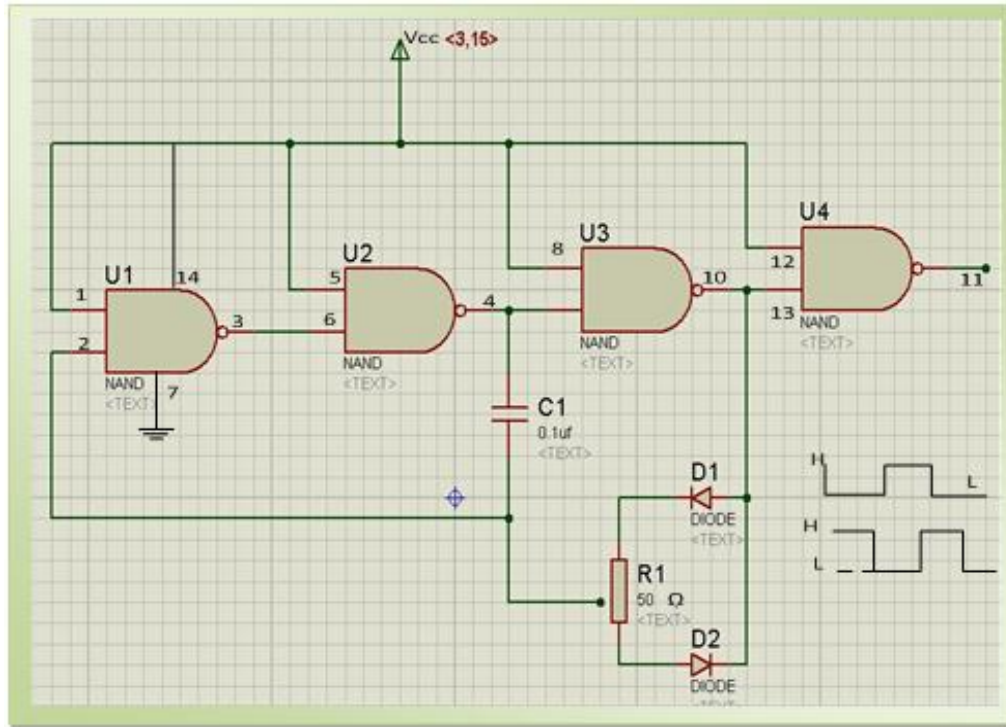 Vcc <3,15>
U4
U3
U2
U1
14
8
10
12
11
5
4
1
3
6
13
2
NAND
<TEXT>
NAND
<TEXT>
NAND
<TEXT>
NAND
<TEXT>
7
C1
0.1uf
<TEXT>
H
L
D1
DIODE
<TEXT>
H
L
R1
50 Ω
<TEXT>
D2
DIODE
<TEXT>